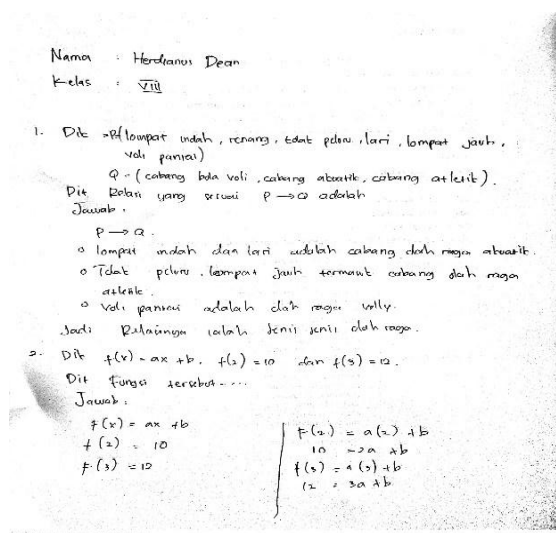 Nama : Herdianus Dean
Kelas : VIII
1. Dik → P(lompat indah, renang, tolak peluru, lari, lompat jauh,
voli pantai)
Q = (cabang bola voli, cabang akuatik, cabang atletik).
Dit Relasi yang sesuai P → Q adalah
Jawab.
P → Q.
o lompat indah dan lari adalah cabang olah raga akuatik.
o Tolak peluru, lompat jauh termasuk cabang olah raga
atletik.
o Voli pantai adalah olah raga volly.
Jadi Relasinya ialah Jenis jenis olah raga.
2. Dik f(x) = ax + b. f(2) = 10 dan f(3) = 12.
Dit Fungsi tersebut ....
Jawab:
f(x) = ax + b
f(2) = 10
f(3) = 12
f(2) = a(2) + b
10 = 2a + b
f(3) = a(3) + b
12 = 3a + b